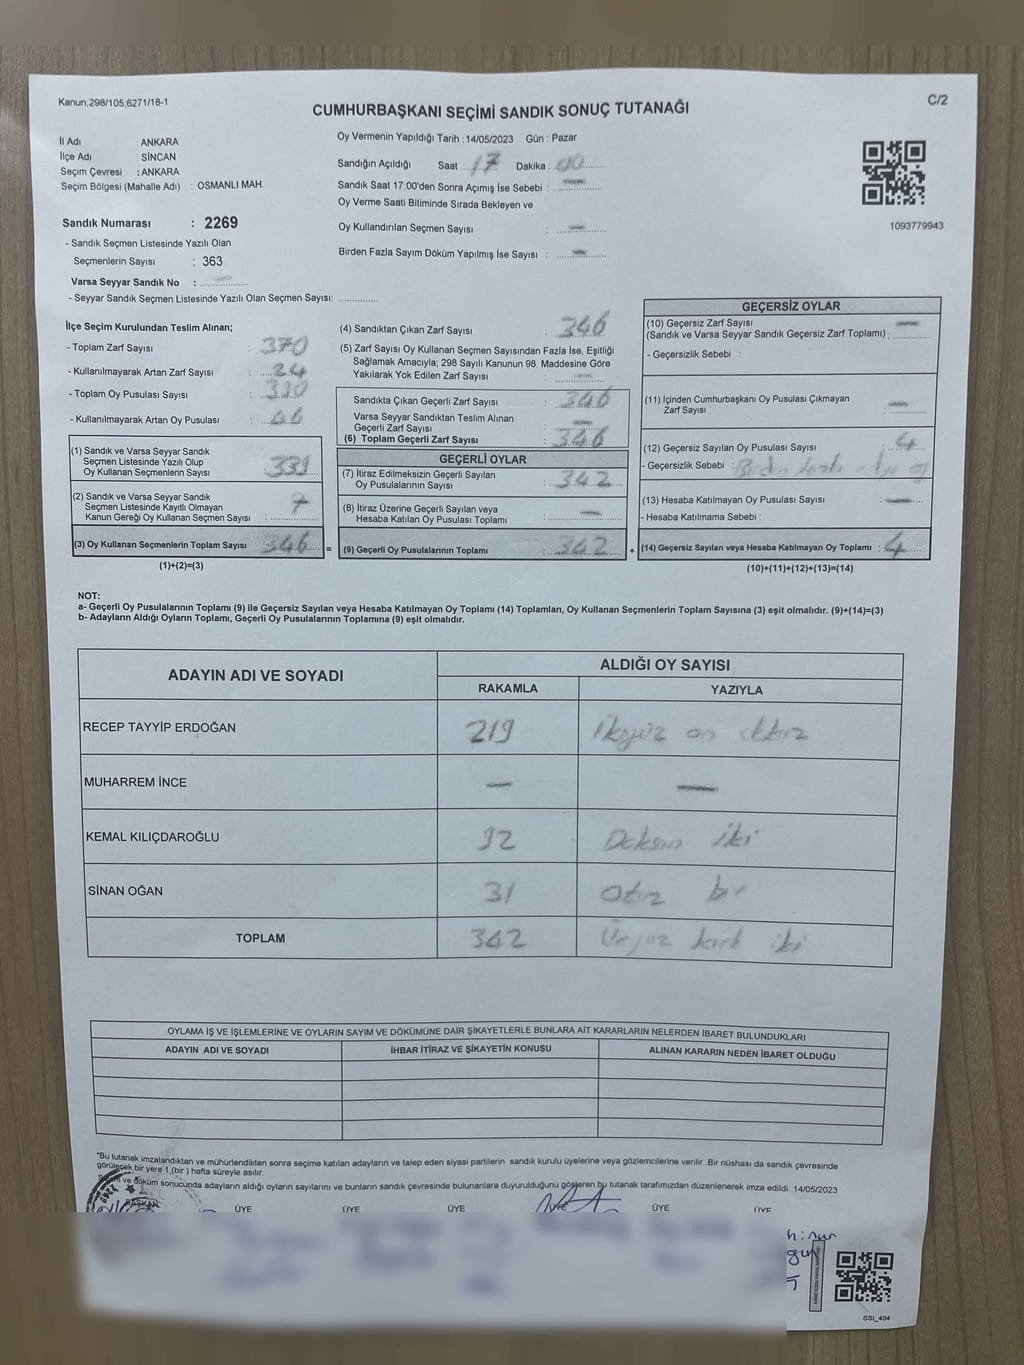 Kanun;298/105;6271/18-1
C/2
CUMHURBAŞKANI SEÇİMİ SANDIK SONUÇ TUTANAĞI
İl Adı : ANKARA
İlçe Adı : SİNCAN
Seçim Çevresi : ANKARA
Seçim Bölgesi (Mahalle Adı) : OSMANLI MAH.
Sandık Numarası : 2269
- Sandık Seçmen Listesinde Yazılı Olan
Seçmenlerin Sayısı : 363
Varsa Seyyar Sandık No : —
- Seyyar Sandık Seçmen Listesinde Yazılı Olan Seçmen Sayısı: ..............
Oy Vermenin Yapıldığı Tarih : 14/05/2023 Gün : Pazar
Sandığın Açıldığı Saat : 17 Dakika : 00
Sandık Saat 17:00'den Sonra Açımış İse Sebebi : —
Oy Verme Saati Bitiminde Sırada Bekleyen ve
Oy Kullandırılan Seçmen Sayısı : —
Birden Fazla Sayım Döküm Yapılmış İse Sayısı : —
1093779943
İlçe Seçim Kurulundan Teslim Alınan;
- Toplam Zarf Sayısı : 370
- Kullanılmayarak Artan Zarf Sayısı : 24
- Toplam Oy Pusulası Sayısı :
- Kullanılmayarak Artan Oy Pusulası :
(1) Sandık ve Varsa Seyyar Sandık
Seçmen Listesinde Yazılı Olup
Oy Kullanan Seçmenlerin Sayısı :
(2) Sandık ve Varsa Seyyar Sandık
Seçmen Listesinde Kayıtlı Olmayan
Kanun Gereği Oy Kullanan Seçmen Sayısı : 7
(3) Oy Kullanan Seçmenlerin Toplam Sayısı : 346
(1)+(2)=(3)
=
(4) Sandıktan Çıkan Zarf Sayısı : 346
(5) Zarf Sayısı Oy Kullanan Seçmen Sayısından Fazla İse, Eşitliği
Sağlamak Amacıyla; 298 Sayılı Kanunun 98. Maddesine Göre
Yakılarak Yok Edilen Zarf Sayısı : —
Sandıkta Çıkan Geçerli Zarf Sayısı : 346
Varsa Seyyar Sandıktan Teslim Alınan
Geçerli Zarf Sayısı : —
(6) Toplam Geçerli Zarf Sayısı : 346
GEÇERLİ OYLAR
(7) İtiraz Edilmeksizin Geçerli Sayılan
Oy Pusulalarının Sayısı : 342
(8) İtiraz Üzerine Geçerli Sayılan veya
Hesaba Katılan Oy Pusulası Toplamı : —
(9) Geçerli Oy Pusulalarının Toplamı : 342
+
GEÇERSİZ OYLAR
(10) Geçersiz Zarf Sayısı —
(Sandık ve Varsa Seyyar Sandık Geçersiz Zarf Toplamı) :
- Geçersizlik Sebebi :
(11) İçinden Cumhurbaşkanı Oy Pusulası Çıkmayan
Zarf Sayısı : —
(12) Geçersiz Sayılan Oy Pusulası Sayısı : 4
- Geçersizlik Sebebi : Birden fazla
(13) Hesaba Katılmayan Oy Pusulası Sayısı : —
- Hesaba Katılmama Sebebi :
(14) Geçersiz Sayılan veya Hesaba Katılmayan Oy Toplamı : 4
(10)+(11)+(12)+(13)=(14)
NOT:
a- Geçerli Oy Pusulalarının Toplamı (9) ile Geçersiz Sayılan veya Hesaba Katılmayan Oy Toplamı (14) Toplamları, Oy Kullanan Seçmenlerin Toplam Sayısına (3) eşit olmalıdır. (9)+(14)=(3)
b- Adayların Aldığı Oyların Toplamı, Geçerli Oy Pusulalarının Toplamına (9) eşit olmalıdır.
ADAYIN ADI VE SOYADI
ALDIĞI OY SAYISI
RAKAMLA YAZIYLA
RECEP TAYYİP ERDOĞAN 219 İkiyüz on dokuz
MUHARREM İNCE — —
KEMAL KILIÇDAROĞLU 92 Doksan iki
SİNAN OĞAN 31 Otuz bir
TOPLAM 342 Üçyüz kırk iki
OYLAMA İŞ VE İŞLEMLERİNE VE OYLARIN SAYIM VE DÖKÜMÜNE DAİR ŞİKAYETLERLE BUNLARA AİT KARARLARIN NELERDEN İBARET BULUNDUKLARI
ADAYIN ADI VE SOYADI İHBAR İTİRAZ VE ŞİKAYETİN KONUSU ALINAN KARARIN NEDEN İBARET OLDUĞU
"Bu tutanak imzalandıktan ve mühürlendikten sonra seçime katılan adayların ve talep eden siyasi partilerin sandık kurulu üyelerine veya gözlemcilerine verilir .Bir nüshası da sandık çevresinde
görülecek bir yere 1 (bir ) hafta süreyle asılır.
ve döküm sonucunda adayların aldığı oyların sayılarını ve bunların sandık çevresinde bulunanlara duyurulduğunu gösteren bu tutanak tarafımızdan düzenlenerek imza edildi. 14/05/2023
BAŞKAN ÜYE ÜYE ÜYE ÜYE ÜYE ÜYE
SSI_404